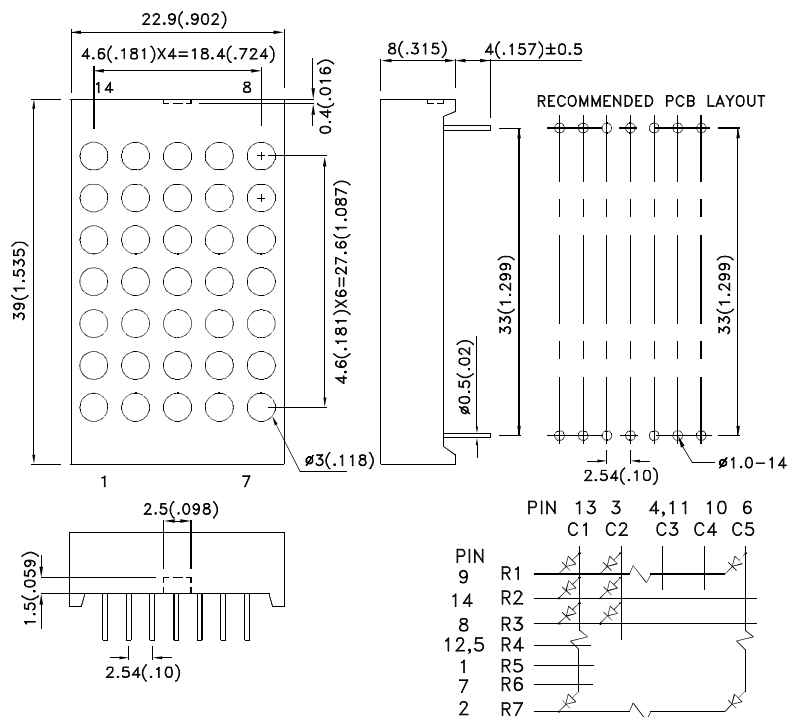 22.9(.902)
4.6(.181)X4=18.4(.724)
14 8
0.4(.016)
39(1.535)
4.6(.181)X6=27.6(1.087)
ø3(.118)
1 7
8(.315) 4(.157)±0.5
33(1.299)
ø0.5(.02)
RECOMMENDED PCB LAYOUT
33(1.299)
2.54(.10)
ø1.0-14
2.5(.098)
1.5(.059)
2.54(.10)
PIN 13 3 4,11 10 6
C1 C2 C3 C4 C5
PIN
9 R1
14 R2
8 R3
12,5 R4
1 R5
7 R6
2 R7